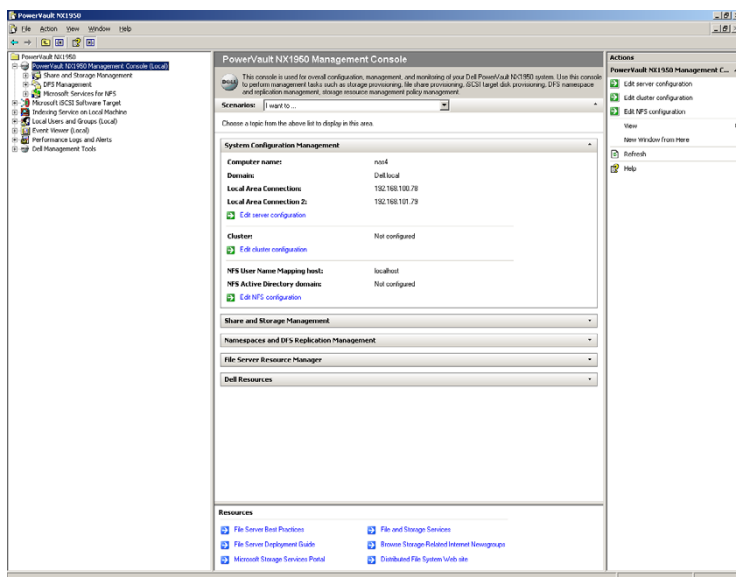 PowerVault NX1950
File Action View Window Help
PowerVault NX1950
PowerVault NX1950 Management Console (Local)
Share and Storage Management
DFS Management
Microsoft Services for NFS
Microsoft iSCSI Software Target
Indexing Service on Local Machine
Local Users and Groups (Local)
Event Viewer (Local)
Performance Logs and Alerts
Dell Management Tools
PowerVault NX1950 Management Console
DELL
This console is used for overall configuration, management, and monitoring of your Dell PowerVault NX1950 system. Use this console
to perform management tasks such as storage provisioning, file share provisioning, iSCSI target disk provisioning, DFS namespace
and replication management, storage resource management policy management.
Scenarios: I want to ...
Choose a topic from the above list to display in this area.
System Configuration Management
Computer name: nas4
Domain: Dell.local
Local Area Connection: 192.168.100.78
Local Area Connection 2: 192.168.101.79
Edit server configuration
Cluster: Not configured
Edit cluster configuration
NFS User Name Mapping host: localhost
NFS Active Directory domain: Not configured
Edit NFS configuration
Share and Storage Management
Namespaces and DFS Replication Management
File Server Resource Manager
Dell Resources
Resources
File Server Best Practices
File and Storage Services
File Server Deployment Guide
Browse Storage-Related Internet Newsgroups
Microsoft Storage Services Portal
Distributed File System Web site
Actions
PowerVault NX1950 Management C...
Edit server configuration
Edit cluster configuration
Edit NFS configuration
View
New Window from Here
Refresh
Help